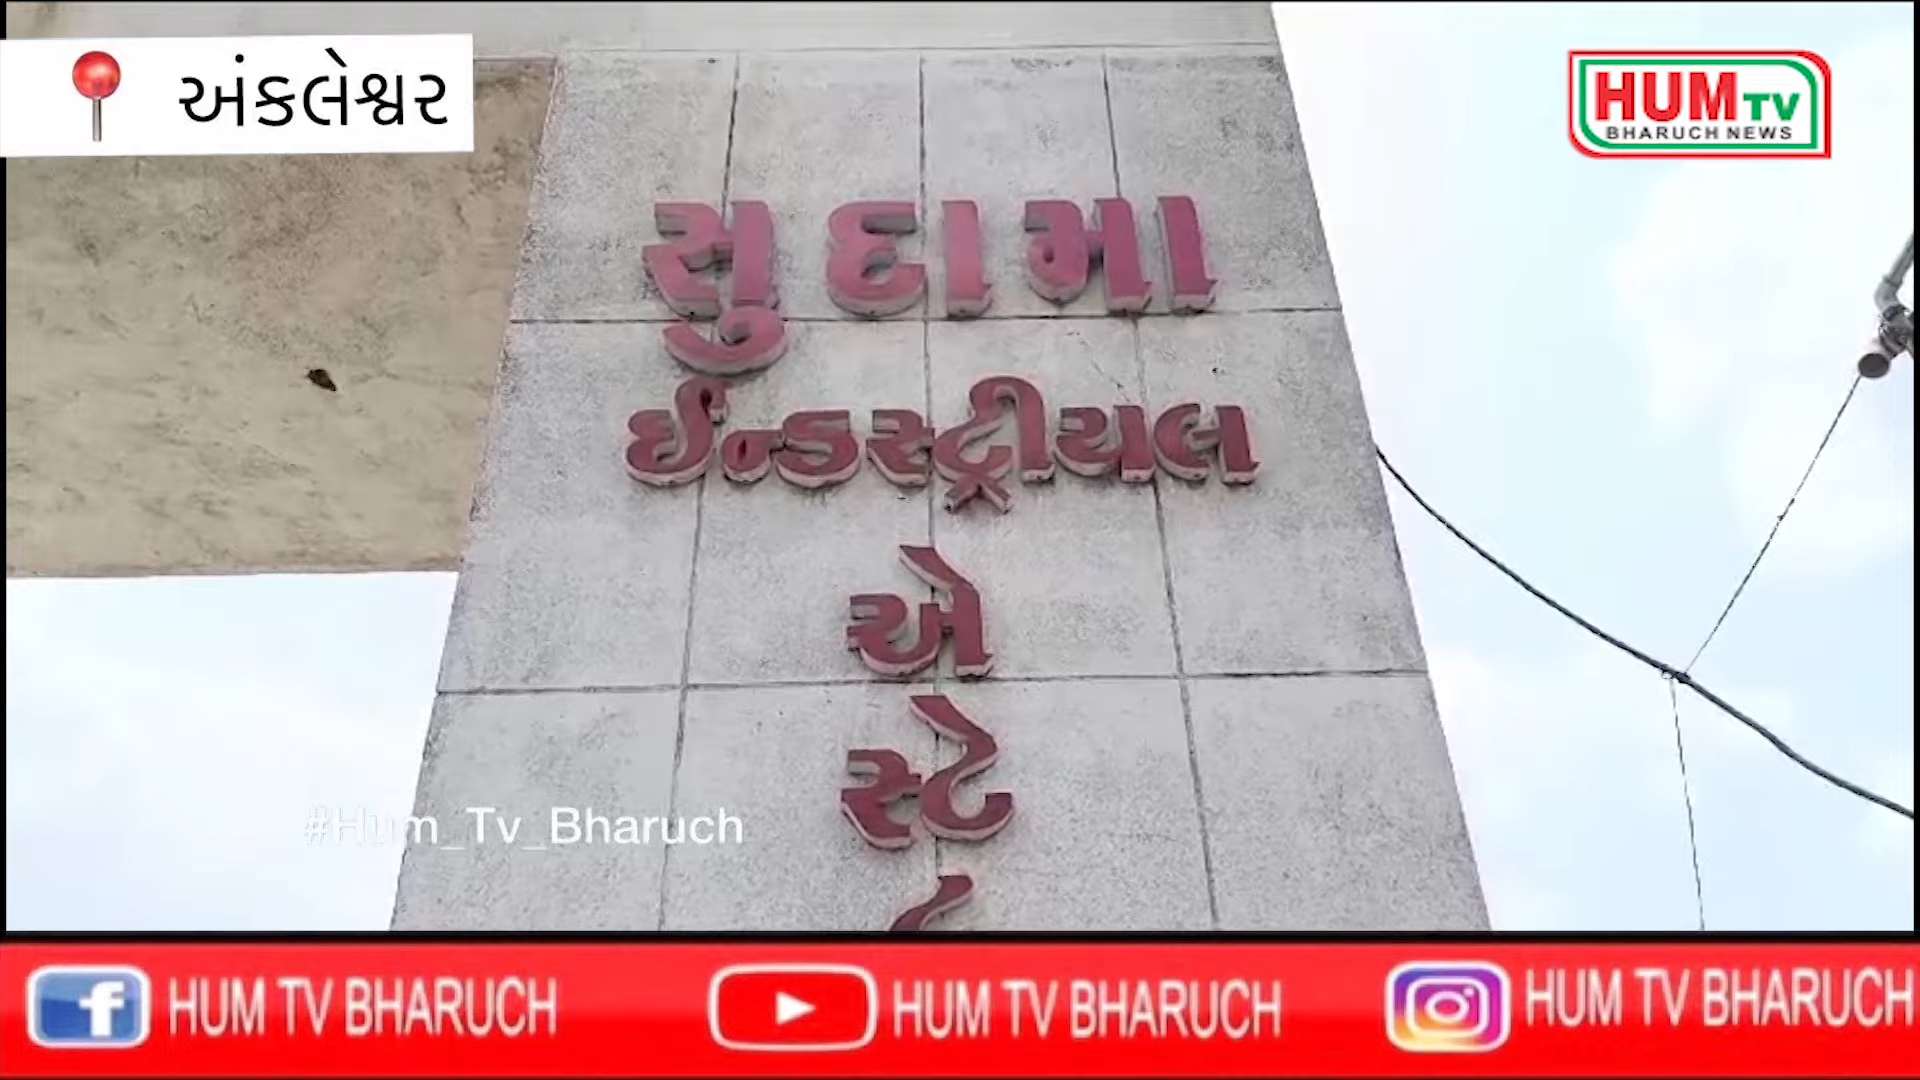 અંકલેશ્વર
HUM TV
BHARUCH NEWS
સુદામા
ઈન્ડસ્ટ્રીયલ
એ
સ્ટે
#Hum_Tv_Bharuch
HUM TV BHARUCH
HUM TV BHARUCH
HUM TV BHARUCH